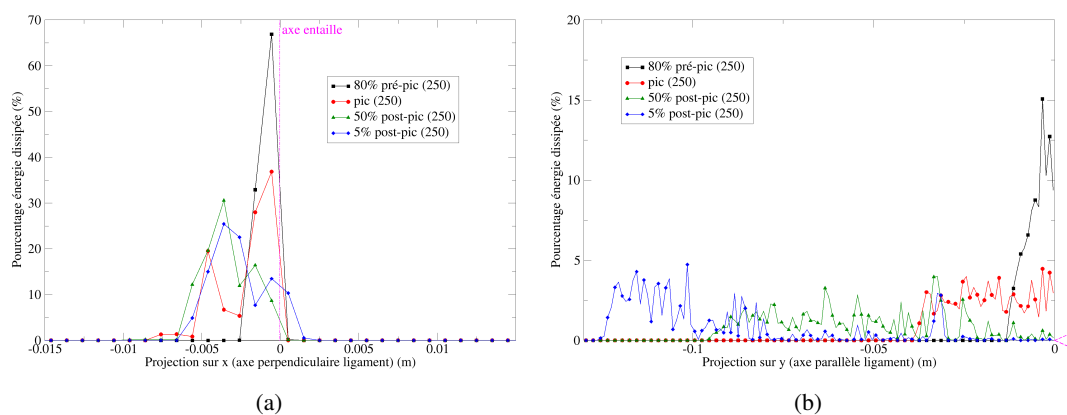 70
60
50
40
30
20
10
0
Pourcentage énergie dissipée (%)
axe entaille
80% pré-pic (250)
pic (250)
50% post-pic (250)
5% post-pic (250)
-0.015
-0.01
-0.005
0
0.005
0.01
Projection sur x (axe perpendiculaire ligament) (m)
(a)
20
15
10
5
0
Pourcentage énergie dissipée (%)
80% pré-pic (250)
pic (250)
50% post-pic (250)
5% post-pic (250)
-0.1
-0.05
0
Projection sur y (axe parallèle ligament) (m)
(b)